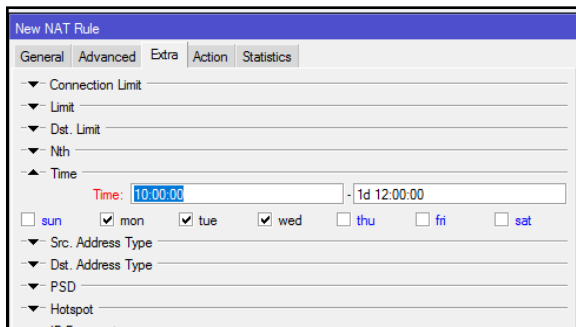 New NAT Rule
General Advanced Extra Action Statistics
Connection Limit
Limit
Dst. Limit
Nth
Time
Time: 10:00:00 - 1d 12:00:00
sun mon tue wed thu fri sat
Src. Address Type
Dst. Address Type
PSD
Hotspot